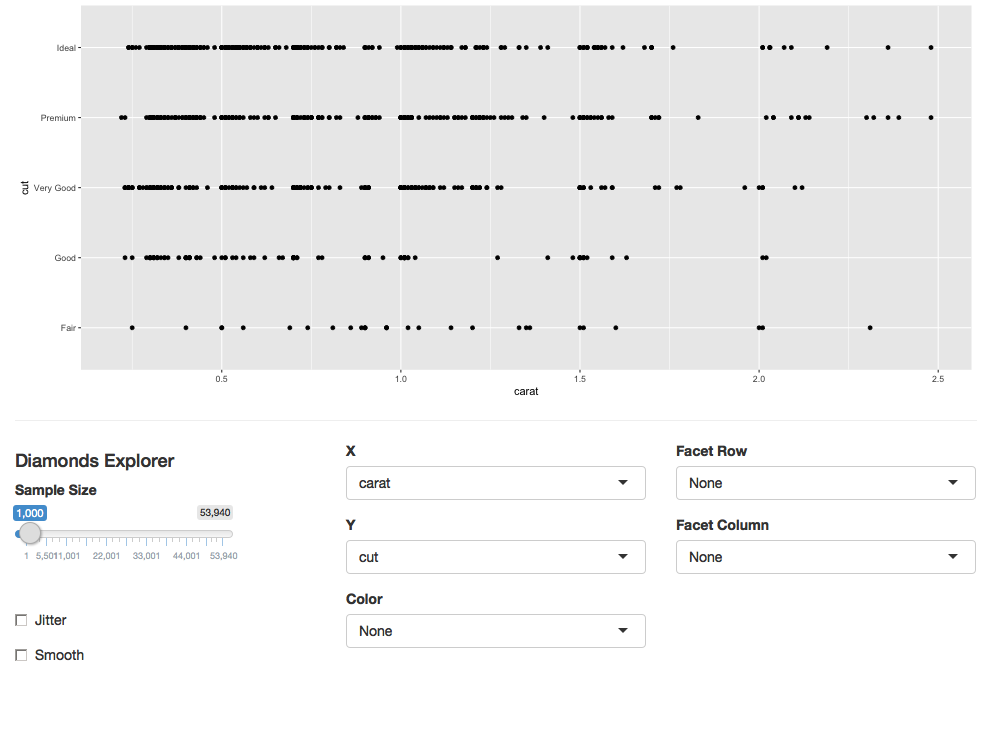 Ideal
Premium
Very Good
Good
Fair
cut
0.5 1.0 1.5 2.0 2.5
carat
Diamonds Explorer
Sample Size
1,000 53,940
1 5,501 11,001 22,001 33,001 44,001 53,940
Jitter
Smooth
X
carat
Y
cut
Color
None
Facet Row
None
Facet Column
None